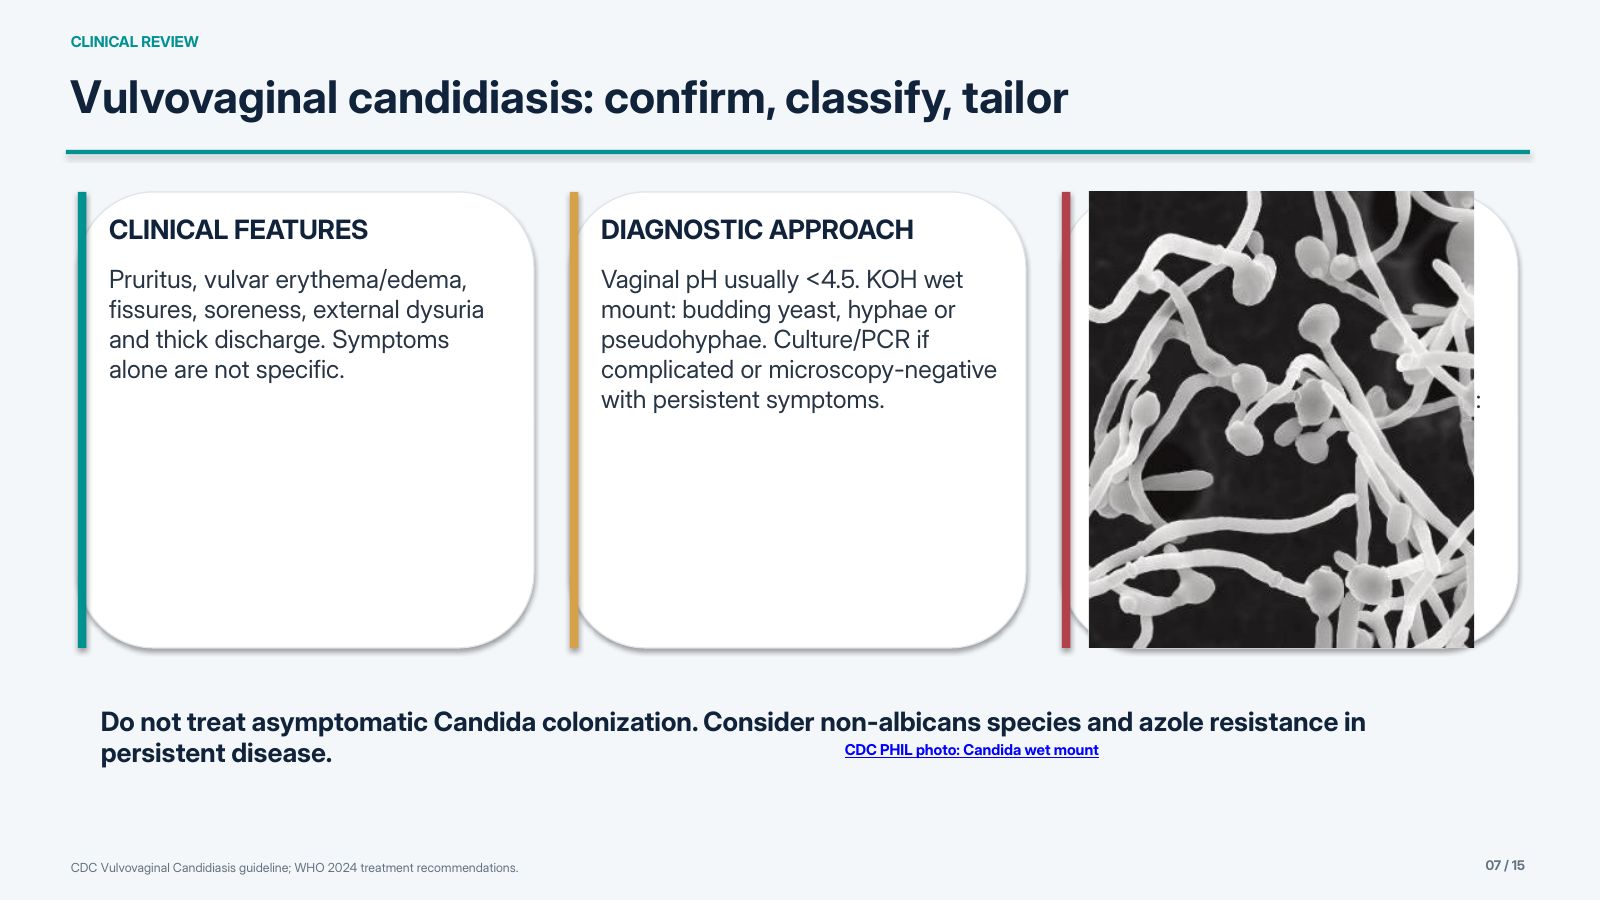 CLINICAL REVIEW
Vulvovaginal candidiasis: confirm, classify, tailor
CLINICAL FEATURES
Pruritus, vulvar erythema/edema,
fissures, soreness, external dysuria
and thick discharge. Symptoms
alone are not specific.
DIAGNOSTIC APPROACH
Vaginal pH usually <4.5. KOH wet
mount: budding yeast, hyphae or
pseudohyphae. Culture/PCR if
complicated or microscopy-negative
with persistent symptoms.
:
Do not treat asymptomatic Candida colonization. Consider non-albicans species and azole resistance in
persistent disease.
CDC PHIL photo: Candida wet mount
CDC Vulvovaginal Candidiasis guideline; WHO 2024 treatment recommendations.
07 / 15